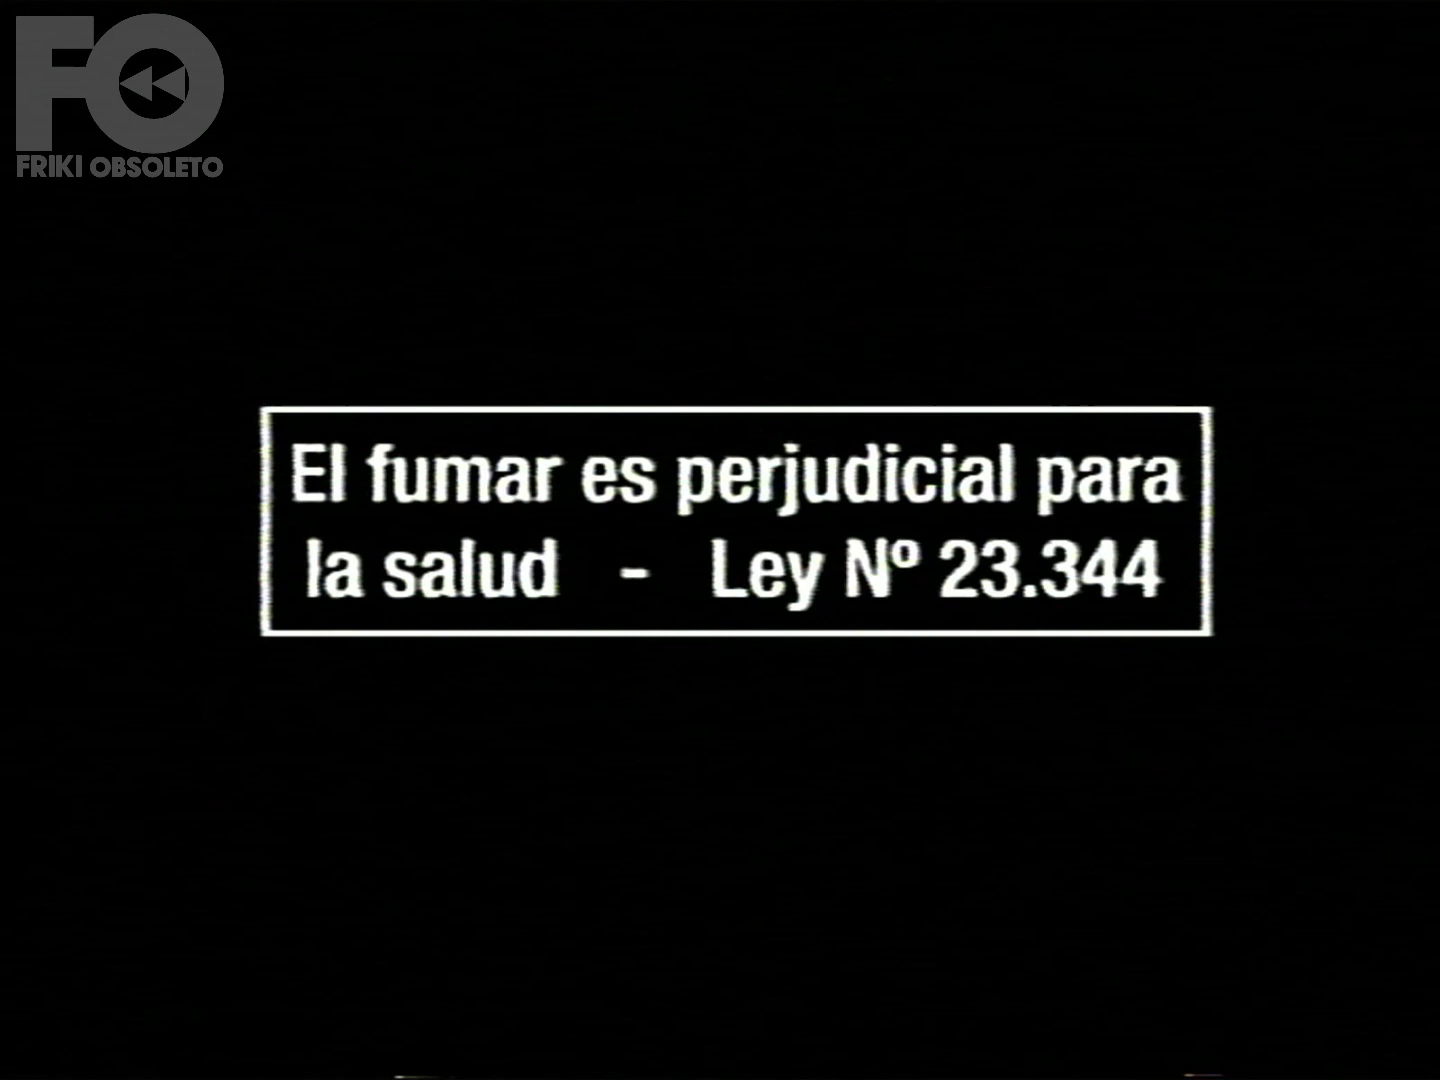 FO
FRIKI OBSOLETO
El fumar es perjudicial para
la salud - Ley Nº 23.344